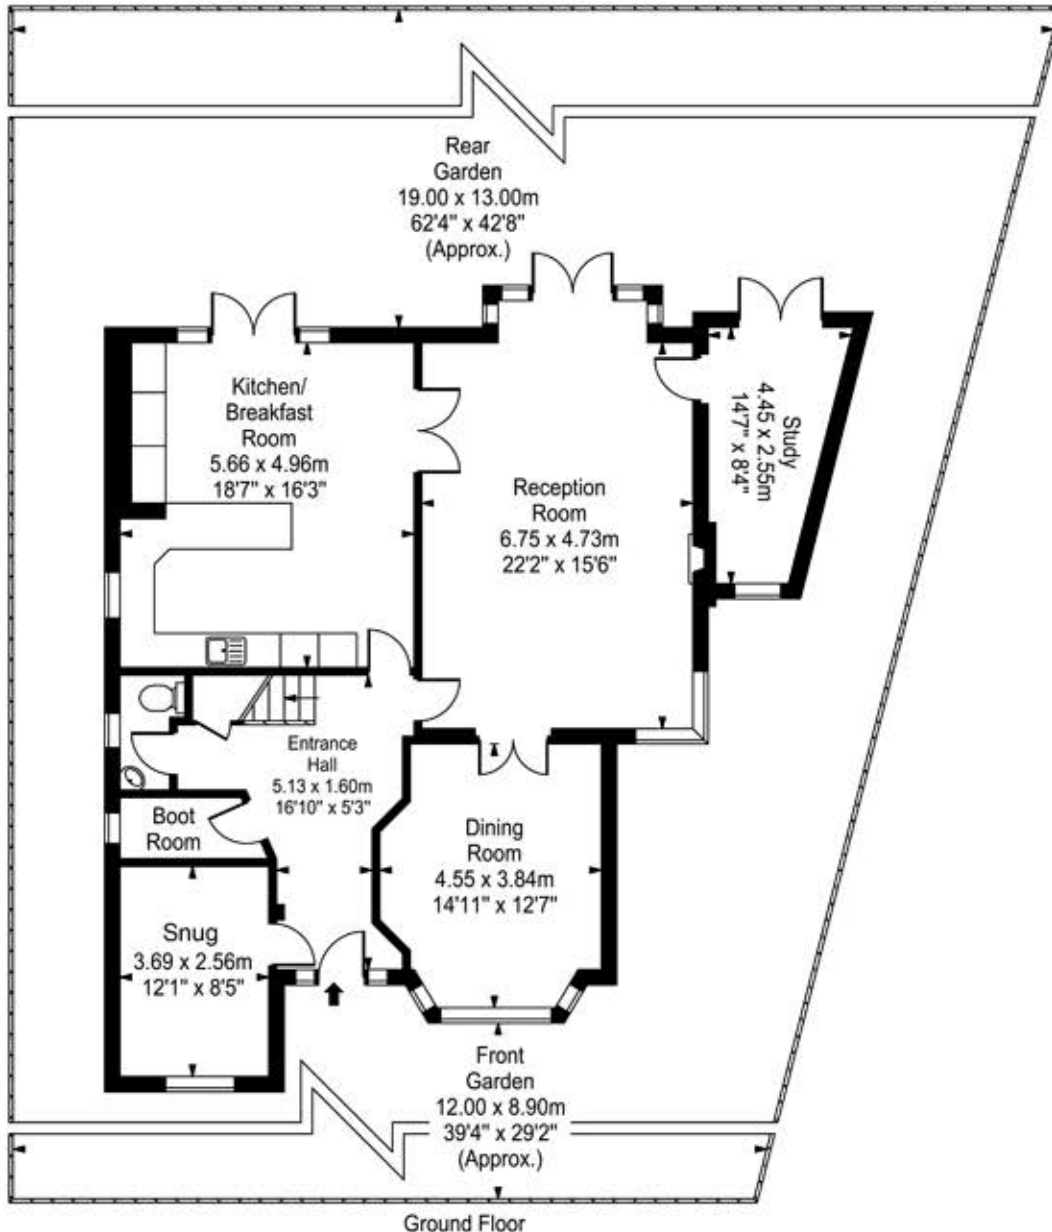 Rear
Garden
19.00 x 13.00m
62'4" x 42'8"
(Approx.)
Kitchen/
Breakfast
Room
5.66 x 4.96m
18'7" x 16'3"
Reception
Room
6.75 x 4.73m
22'2" x 15'6"
Study
4.45 x 2.55m
14'7" x 8'4"
Entrance
Hall
5.13 x 1.60m
16'10" x 5'3"
Boot
Room
Dining
Room
4.55 x 3.84m
14'11" x 12'7"
Snug
3.69 x 2.56m
12'1" x 8'5"
Front
Garden
12.00 x 8.90m
39'4" x 29'2"
(Approx.)
Ground Floor